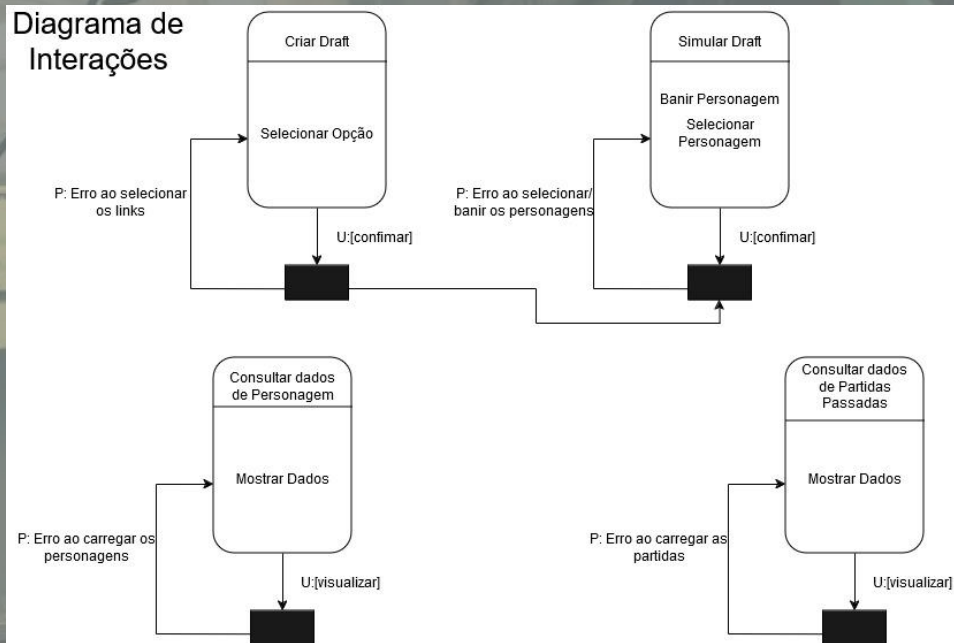 Diagrama de
Interações
Criar Draft
Selecionar Opção
P: Erro ao selecionar
os links
U:[confimar]
Simular Draft
Banir Personagem
Selecionar
Personagem
P: Erro ao selecionar/
banir os personagens
U:[confimar]
Consultar dados
de Personagem
Mostrar Dados
P: Erro ao carregar os
personagens
U:[visualizar]
Consultar dados
de Partidas
Passadas
Mostrar Dados
P: Erro ao carregar as
partidas
U:[visualizar]